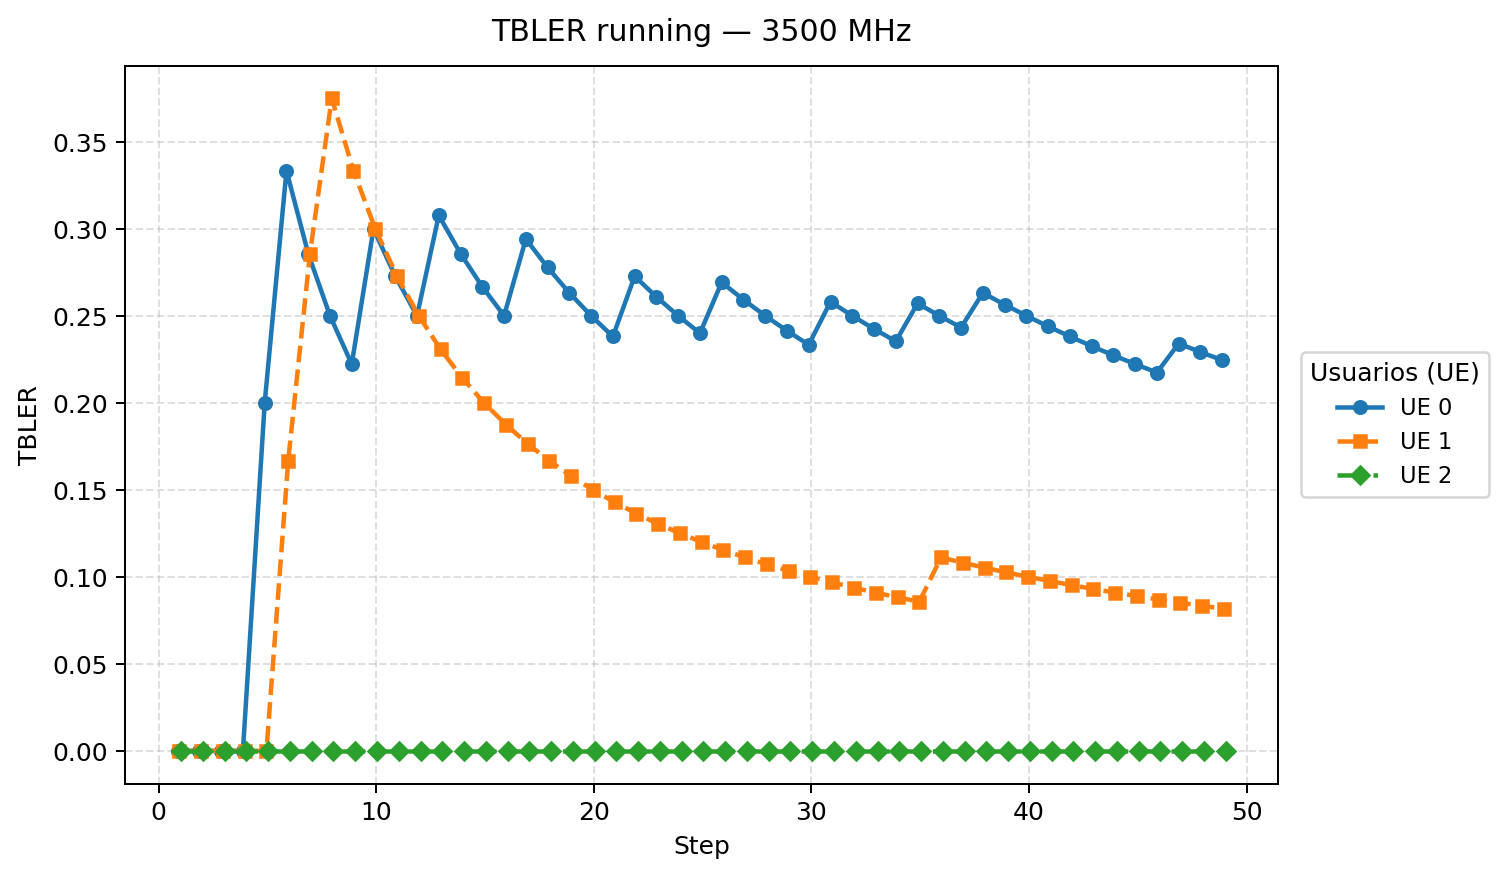 TBLER running — 3500 MHz
TBLER
0.35
0.30
0.25
0.20
0.15
0.10
0.05
0.00
0 10 20 30 40 50
Step
Usuarios (UE)
UE 0
UE 1
UE 2